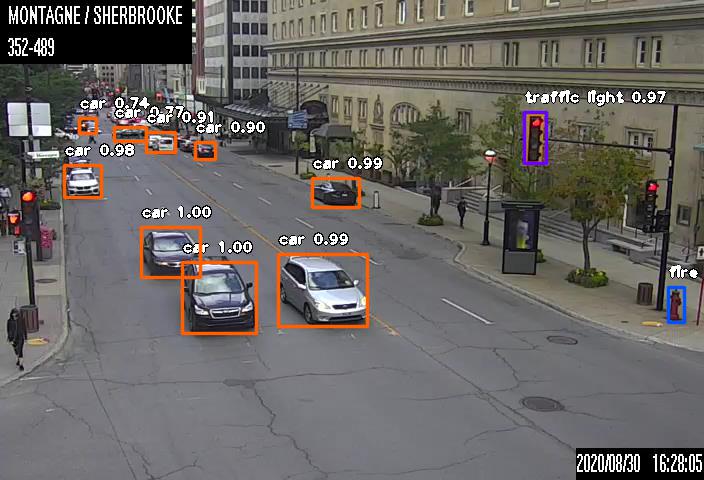 MONTAGNE / SHERBROOKE
352-489
car 0.74
car 0.77
car 0.91
car 0.90
traffic light 0.97
car 0.98
car 0.99
car 1.00
car 1.00
car 0.99
fire
2020/08/30 16:28:05